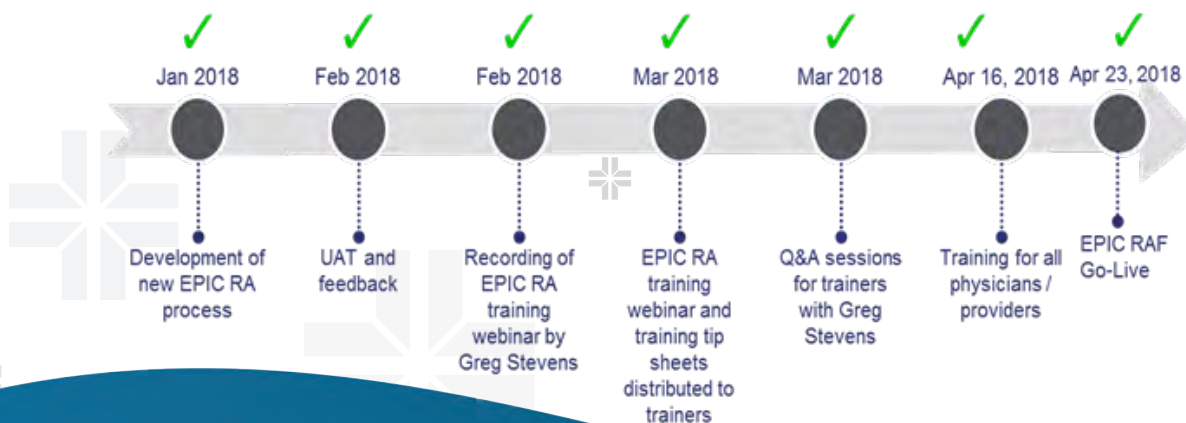 Jan 2018
Feb 2018
Feb 2018
Mar 2018
Mar 2018
Apr 16, 2018
Apr 23, 2018
Development of
new EPIC RA
process
UAT and
feedback
Recording of
EPIC RA
training
webinar by
Greg Stevens
EPIC RA
training
webinar and
training tip
sheets
distributed to
trainers
Q&A sessions
for trainers
with Greg
Stevens
Training for all
physicians /
providers
EPIC RAF
Go-Live